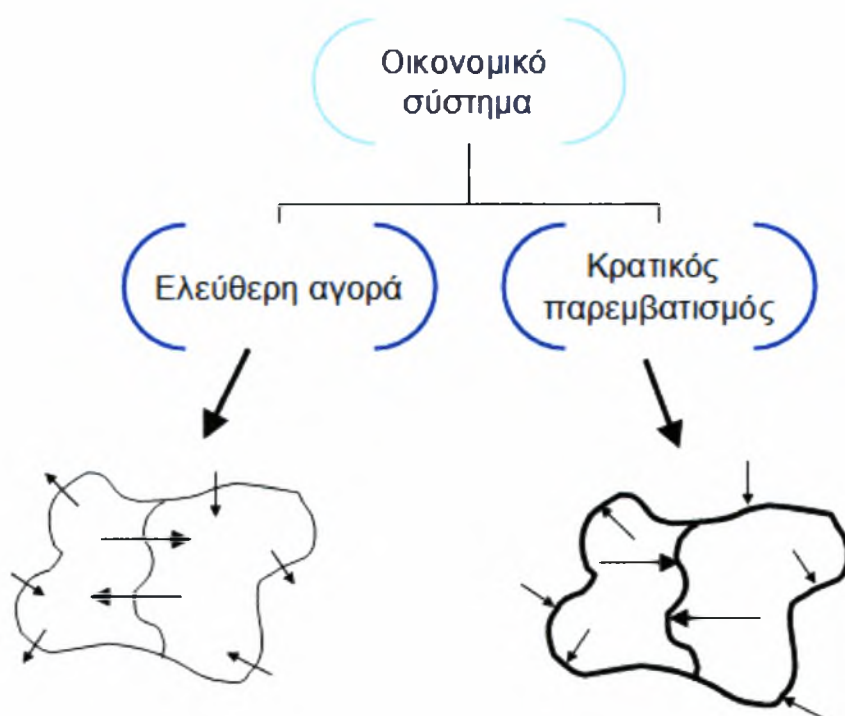 Οικονομικό
σύστημα
Ελεύθερη αγορά
Κρατικός
παρεμβατισμός